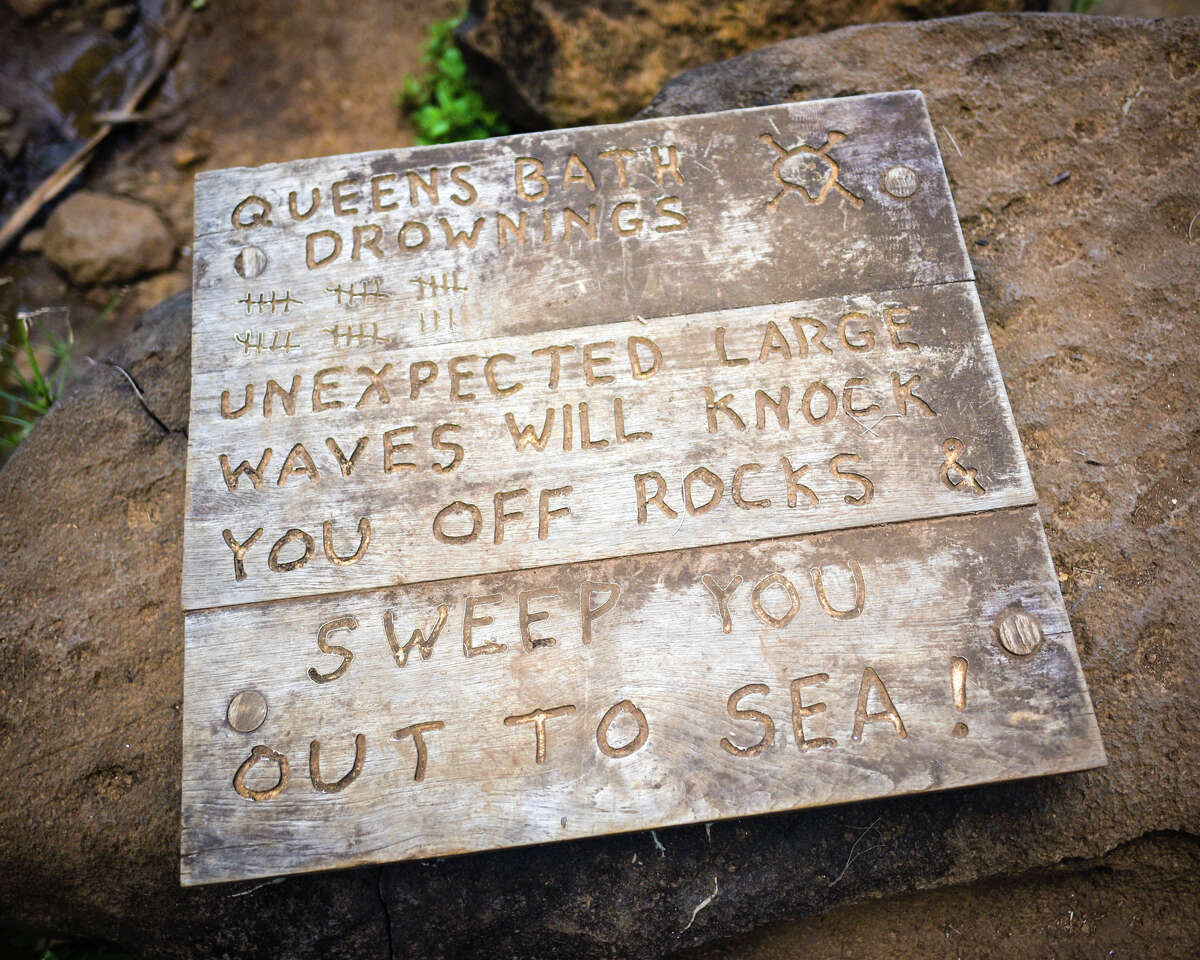 QUEENS BATH
DROWNINGS
UNEXPECTED LARGE
WAVES WILL KNOCK
YOU OFF ROCKS &
SWEEP YOU
OUT TO SEA!